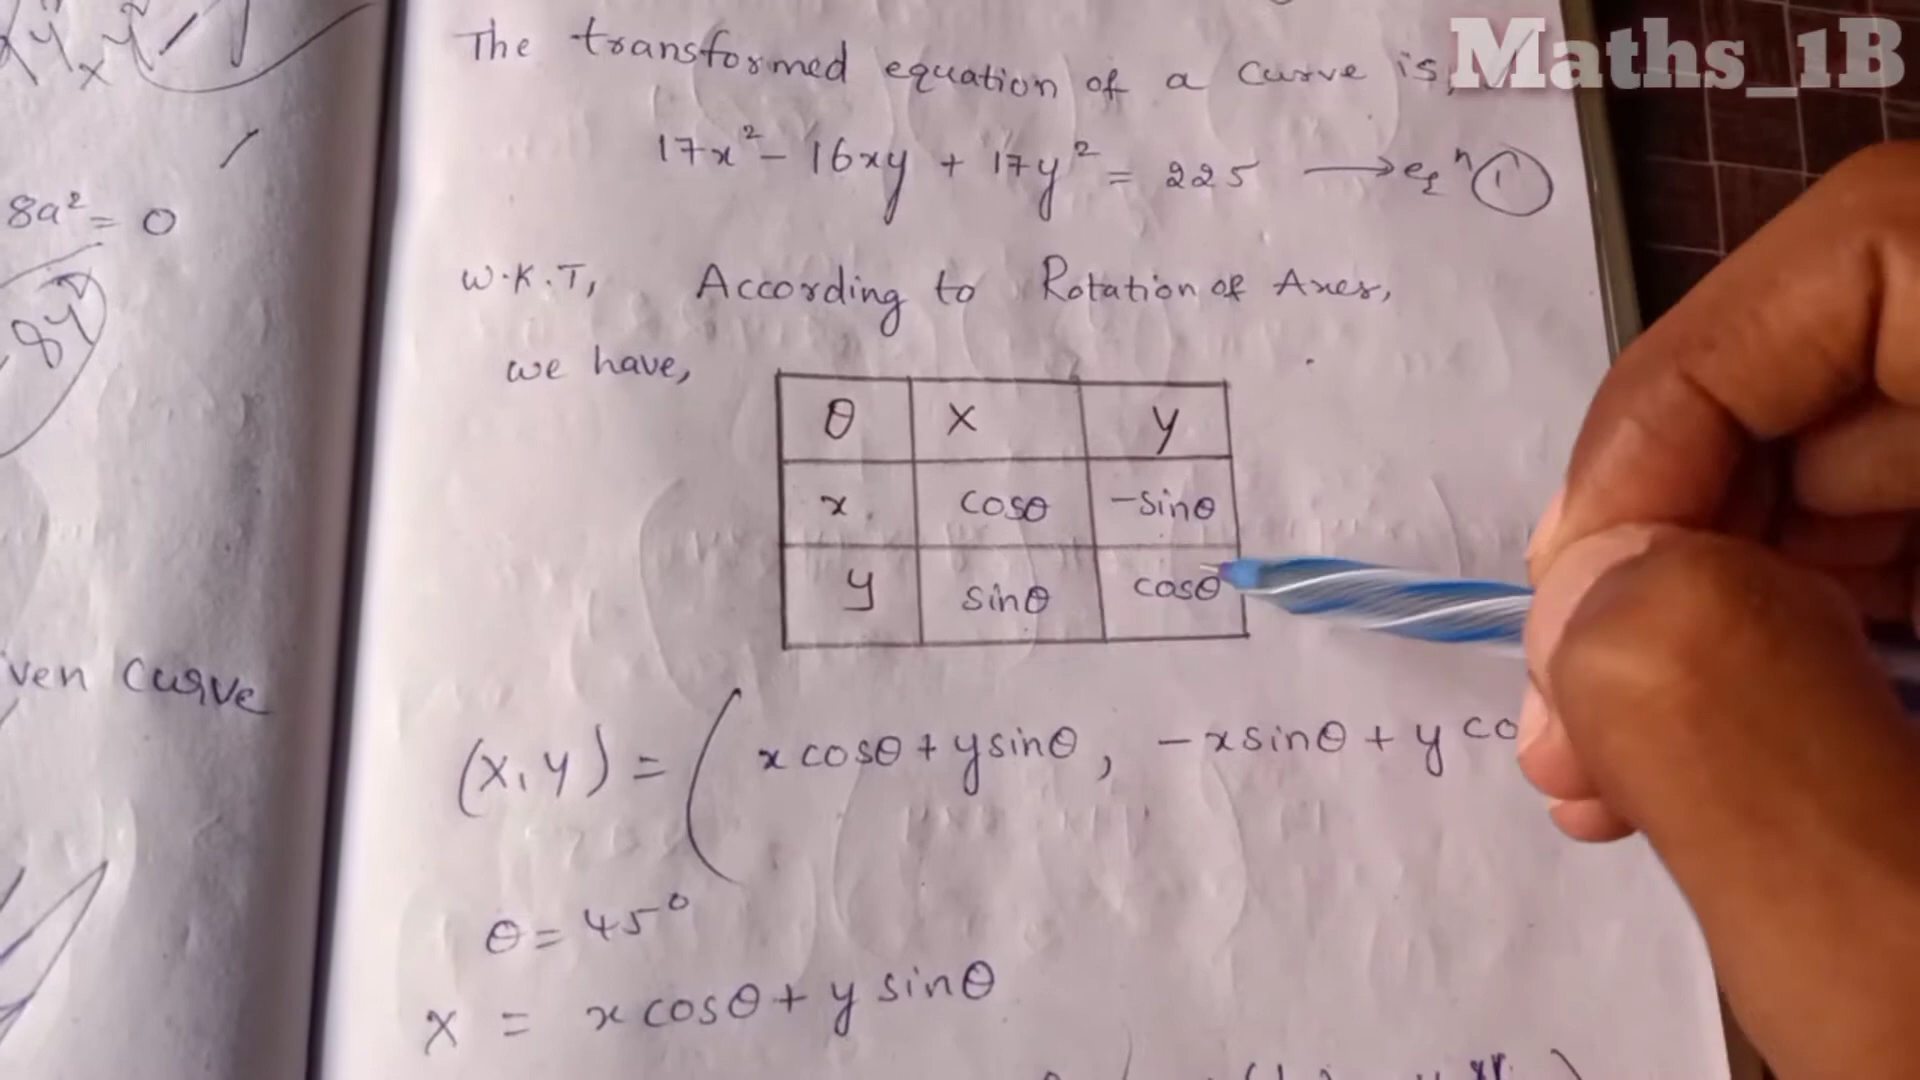 Maths_1B
The transformed equation of a curve is,
17x² - 16xy + 17y² = 225 → eqⁿ ①
8a² = 0
W.K.T, According to Rotation of Axes,
we have,
84
θ X Y
x cosθ -sinθ
y sinθ cosθ
ven curve
(X,Y) = ( x cosθ + y sinθ , - x sinθ + y co
θ = 45°
X = x cosθ + y sinθ